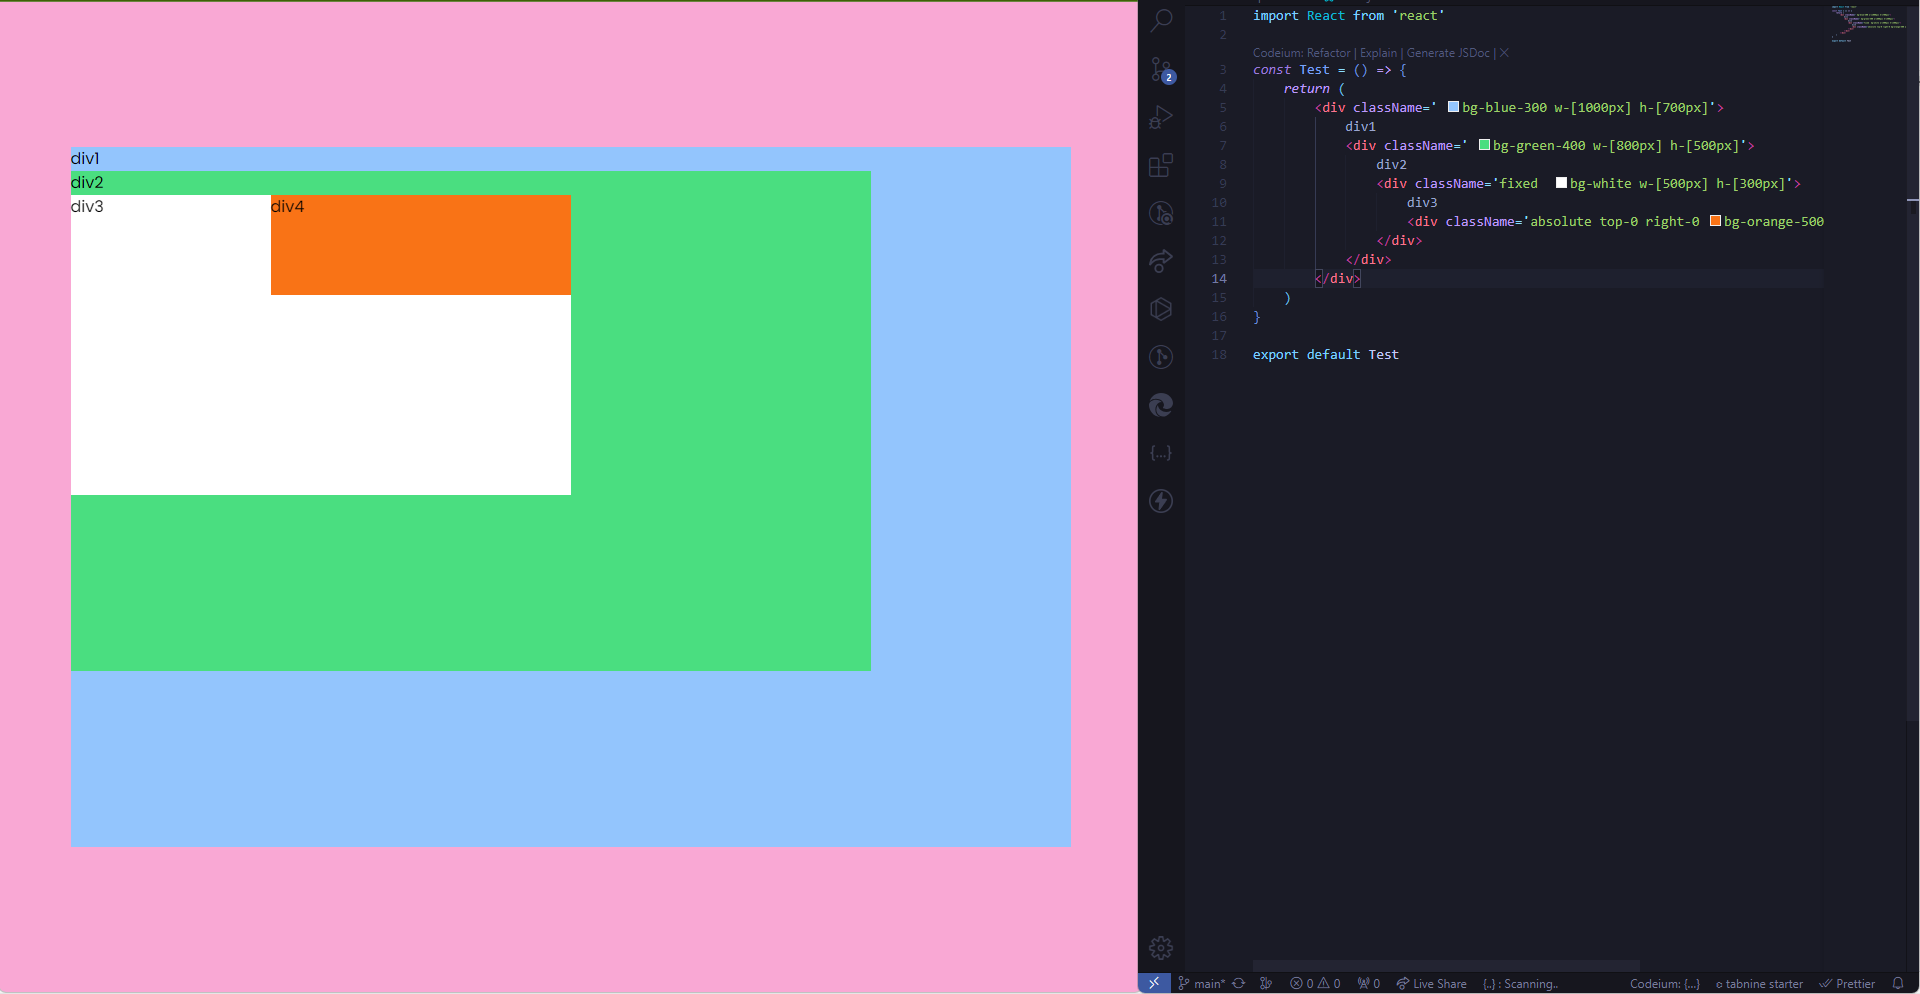 div1
div2
div3
div4
1 import React from 'react'
2
Codeium: Refactor | Explain | Generate JSDoc | X
3 const Test = () => {
4 return (
5 <div className=' bg-blue-300 w-[1000px] h-[700px]'>
6 div1
7 <div className=' bg-green-400 w-[800px] h-[500px]'>
8 div2
9 <div className='fixed bg-white w-[500px] h-[300px]'>
10 div3
11 <div className='absolute top-0 right-0 bg-orange-500
12 </div>
13 </div>
14 </div>
15 )
16 }
17
18 export default Test
2
{...}
main* 0 0 0 Live Share {..} : Scanning.. Codeium: {...} tabnine starter Prettier